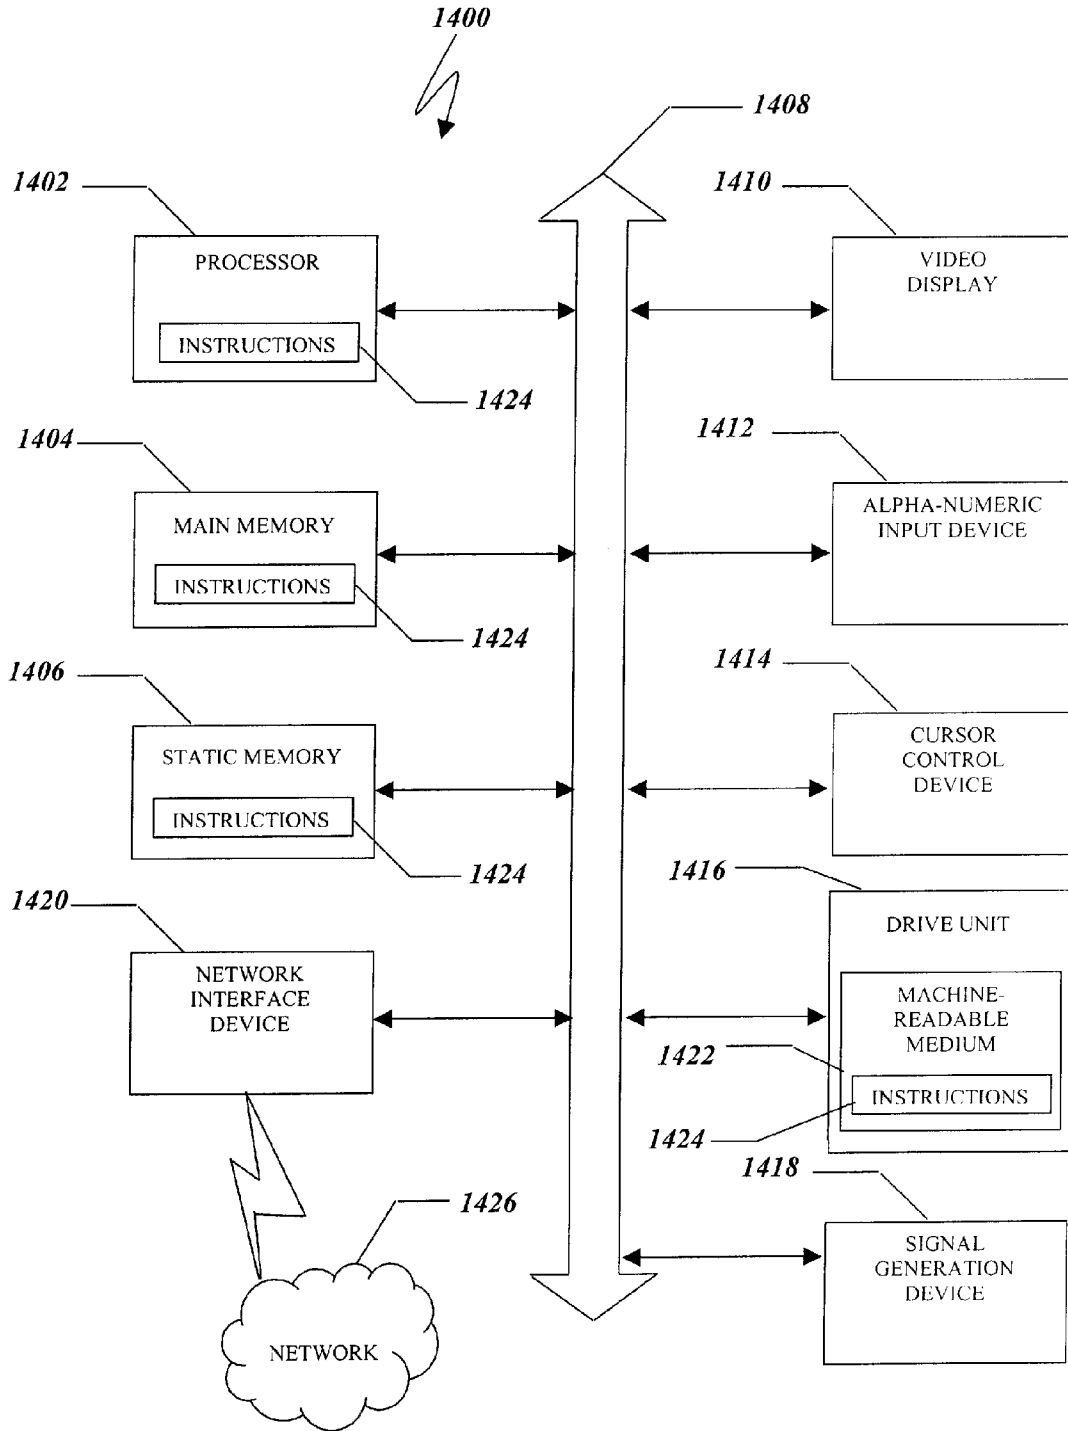 1400
1408
1402
PROCESSOR
INSTRUCTIONS
1424
1404
MAIN MEMORY
INSTRUCTIONS
1424
1406
STATIC MEMORY
INSTRUCTIONS
1424
1420
NETWORK
INTERFACE
DEVICE
1426
NETWORK
1410
VIDEO
DISPLAY
1412
ALPHA-NUMERIC
INPUT DEVICE
1414
CURSOR
CONTROL
DEVICE
1416
DRIVE UNIT
MACHINE-
READABLE
MEDIUM
1422
INSTRUCTIONS
1424
1418
SIGNAL
GENERATION
DEVICE